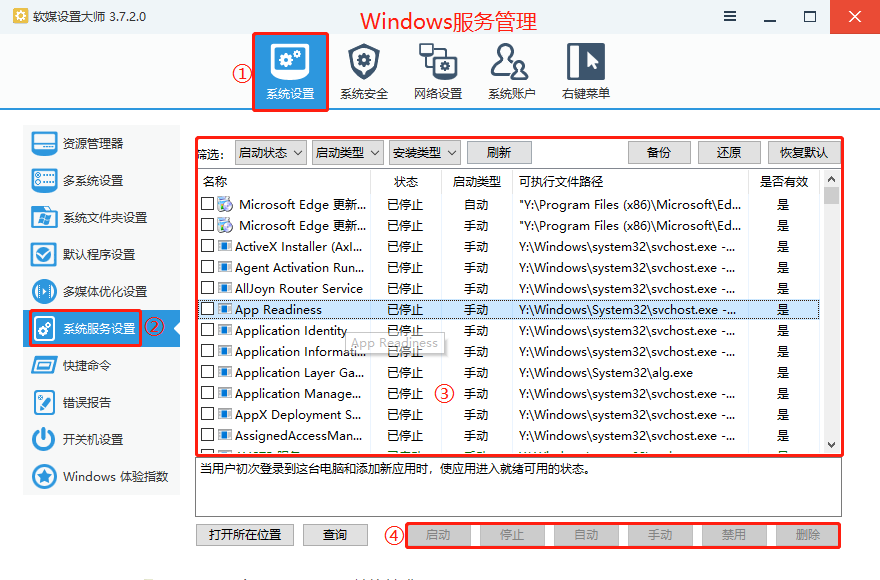 软媒设置大师 3.7.2.0
Windows服务管理
①
系统设置
系统安全
网络设置
系统账户
右键菜单
资源管理器
多系统设置
系统文件夹设置
默认程序设置
多媒体优化设置
系统服务设置 ②
快捷命令
错误报告
开关机设置
Windows 体验指数
筛选: 启动状态 启动类型 安装类型 刷新 备份 还原 恢复默认
名称 状态 启动类型 可执行文件路径 是否有效
Microsoft Edge 更新... 已停止 自动 "Y:\Program Files (x86)\Microsoft\Ed... 是
Microsoft Edge 更新... 已停止 手动 "Y:\Program Files (x86)\Microsoft\Ed... 是
ActiveX Installer (AxI... 已停止 手动 Y:\Windows\system32\svchost.exe -... 是
Agent Activation Run... 已停止 手动 Y:\Windows\system32\svchost.exe -... 是
AllJoyn Router Service 已停止 手动 Y:\Windows\system32\svchost.exe -... 是
App Readiness 已停止 手动 Y:\Windows\System32\svchost.exe -... 是
Application Identity 已停止 手动 Y:\Windows\system32\svchost.exe -... 是
App Readiness
Application Informati... 已停止 手动 Y:\Windows\system32\svchost.exe -... 是
Application Layer Ga... 已停止 手动 Y:\Windows\System32\alg.exe 是
Application Manage... 已停止 ③ 手动 Y:\Windows\system32\svchost.exe -... 是
AppX Deployment S... 已停止 手动 Y:\Windows\system32\svchost.exe -... 是
AssignedAccessMan... 已停止 手动 Y:\Windows\system32\svchost.exe -... 是
当用户初次登录到这台电脑和添加新应用时，使应用进入就绪可用的状态。
打开所在位置 查询 ④ 启动 停止 自动 手动 禁用 删除